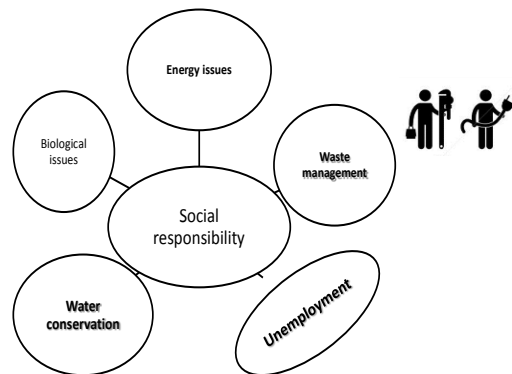 Energy issues
Biological
issues
Waste
management
Social
responsibility
Water
conservation
Unemployment